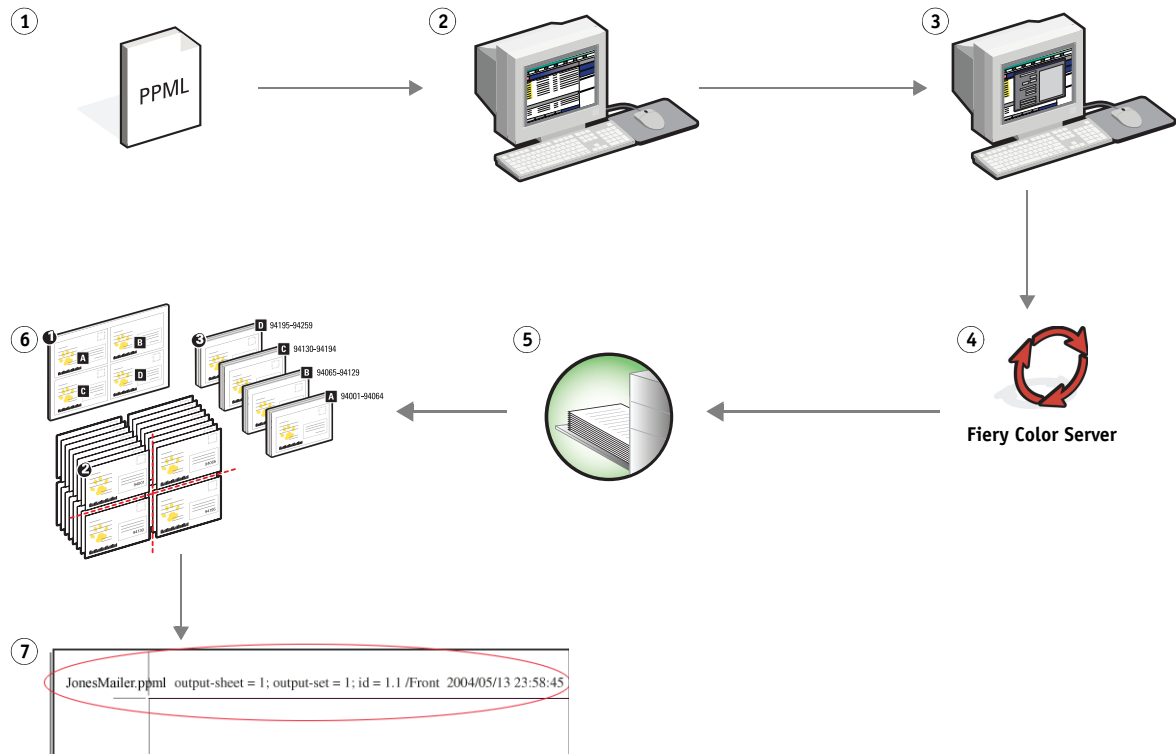 1
2
3
PPML
4
Fiery Color Server
5
6
1
A
B
C
D
3
D 94195-94259
C 94130-94194
B 94065-94129
A 94001-94064
2
7
JonesMailer.ppml output-sheet = 1; output-set = 1; id = 1.1 /Front 2004/05/13 23:58:45